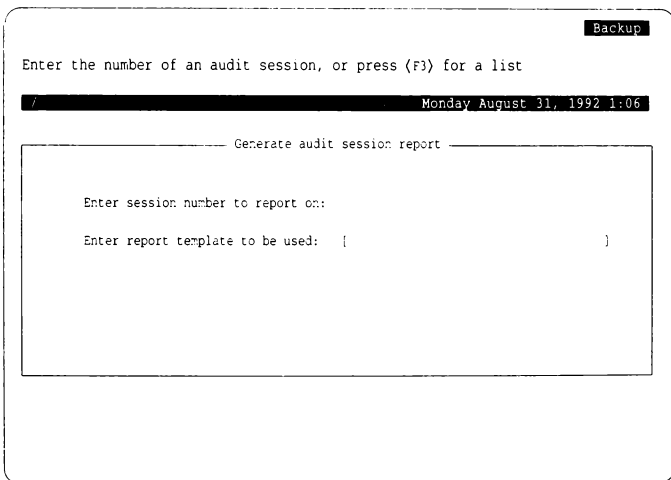 Backup
Enter the number of an audit session, or press ⟨F3⟩ for a list
/ Monday August 31, 1992 1:06
Generate audit session report
Enter session number to report on:
Enter report template to be used: [ ]